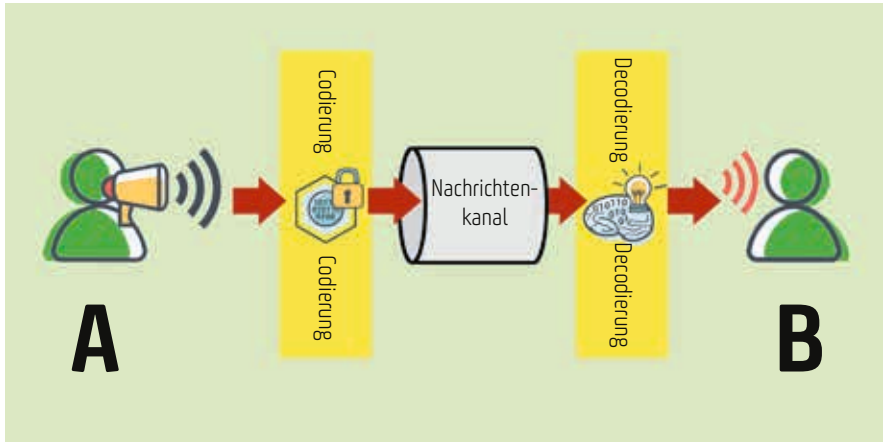 Codierung
Codierung
Nachrichten-
kanal
Decodierung
Decodierung
A
B